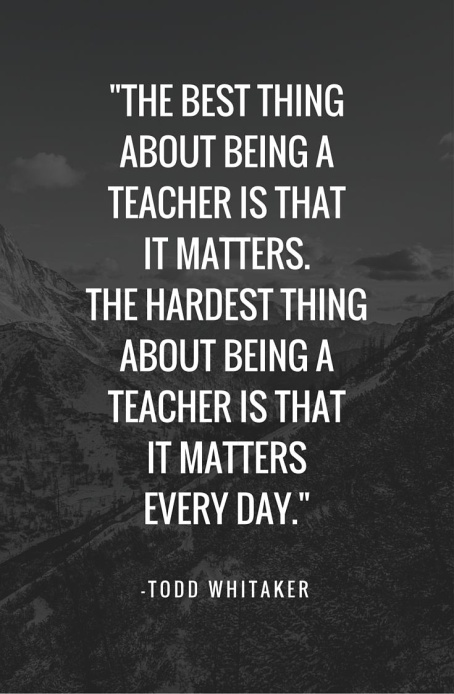 "THE BEST THING
ABOUT BEING A
TEACHER IS THAT
IT MATTERS.
THE HARDEST THING
ABOUT BEING A
TEACHER IS THAT
IT MATTERS
EVERY DAY."
-TODD WHITAKER